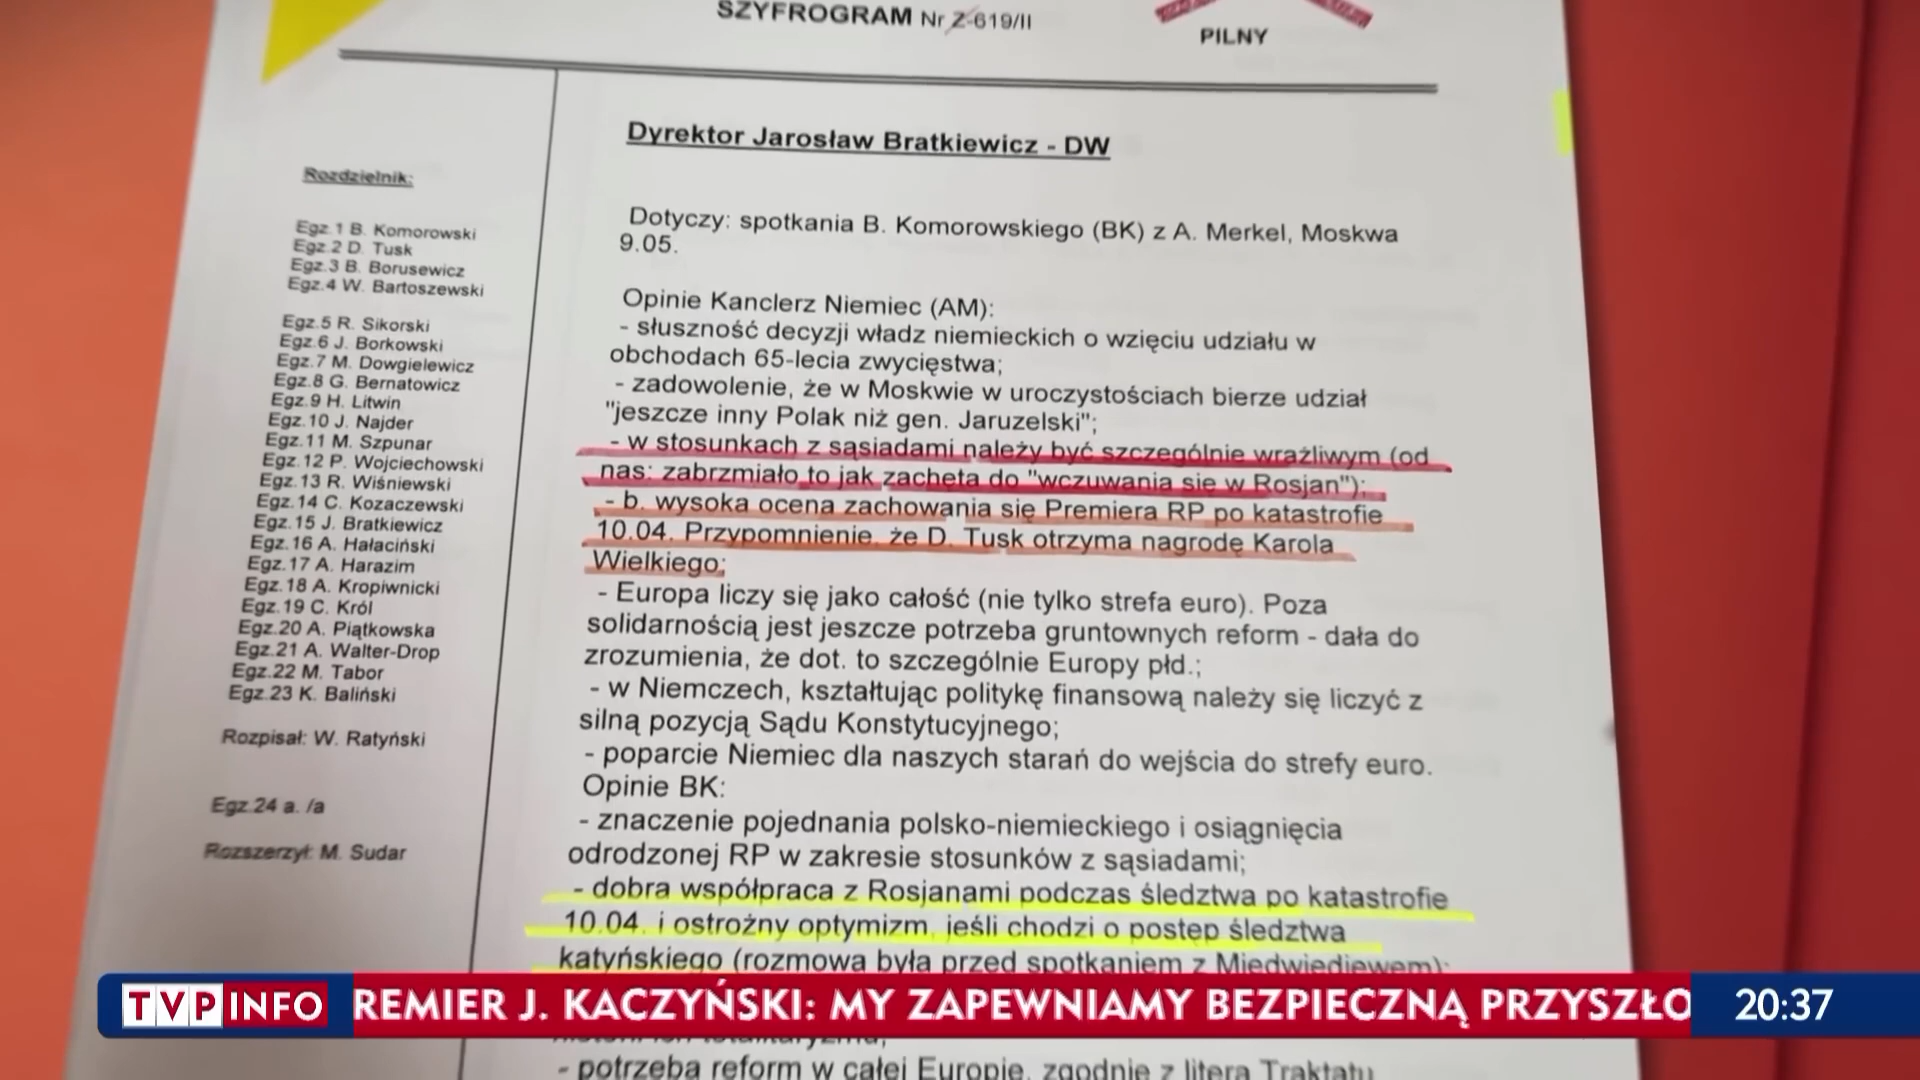 SZYFROGRAM Nr Z-619/II
PILNY
Dyrektor Jarosław Bratkiewicz - DW
Rozdzielnik:
Egz.1 B. Komorowski
Egz.2 D. Tusk
Egz.3 B. Borusewicz
Egz.4 W. Bartoszewski
Egz.5 R. Sikorski
Egz.6 J. Borkowski
Egz.7 M. Dowgielewicz
Egz.8 G. Bernatowicz
Egz.9 H. Litwin
Egz.10 J. Najder
Egz.11 M. Szpunar
Egz.12 P. Wojciechowski
Egz.13 R. Wiśniewski
Egz.14 C. Kozaczewski
Egz.15 J. Bratkiewicz
Egz.16 A. Hałaciński
Egz.17 A. Harazim
Egz.18 A. Kropiwnicki
Egz.19 C. Król
Egz.20 A. Piątkowska
Egz.21 A. Walter-Drop
Egz.22 M. Tabor
Egz.23 K. Baliński
Rozpisał: W. Ratyński
Egz.24 a. /a
Rozszerzył: M. Sudar
Dotyczy: spotkania B. Komorowskiego (BK) z A. Merkel, Moskwa
9.05.
Opinie Kanclerz Niemiec (AM):
- słuszność decyzji władz niemieckich o wzięciu udziału w
obchodach 65-lecia zwycięstwa;
- zadowolenie, że w Moskwie w uroczystościach bierze udział
"jeszcze inny Polak niż gen. Jaruzelski";
- w stosunkach z sąsiadami należy być szczególnie wrażliwym (od
nas: zabrzmiało to jak zachęta do "wczuwania się w Rosjan");
- b. wysoka ocena zachowania się Premiera RP po katastrofie
10.04. Przypomnienie, że D. Tusk otrzyma nagrodę Karola
Wielkiego;
- Europa liczy się jako całość (nie tylko strefa euro). Poza
solidarnością jest jeszcze potrzeba gruntownych reform - dała do
zrozumienia, że dot. to szczególnie Europy płd.;
- w Niemczech, kształtując politykę finansową należy się liczyć z
silną pozycją Sądu Konstytucyjnego;
- poparcie Niemiec dla naszych starań do wejścia do strefy euro.
Opinie BK:
- znaczenie pojednania polsko-niemieckiego i osiągnięcia
odrodzonej RP w zakresie stosunków z sąsiadami;
- dobra współpraca z Rosjanami podczas śledztwa po katastrofie
10.04. i ostrożny optymizm, jeśli chodzi o postęp śledztwa
katyńskiego (rozmowa była przed spotkaniem z Miedwiediewem);
- potrzeba reform w całej Europie, zgodnie z literą Traktatu
TVP INFO
REMIER J. KACZYŃSKI: MY ZAPEWNIAMY BEZPIECZNĄ PRZYSZŁO
20:37